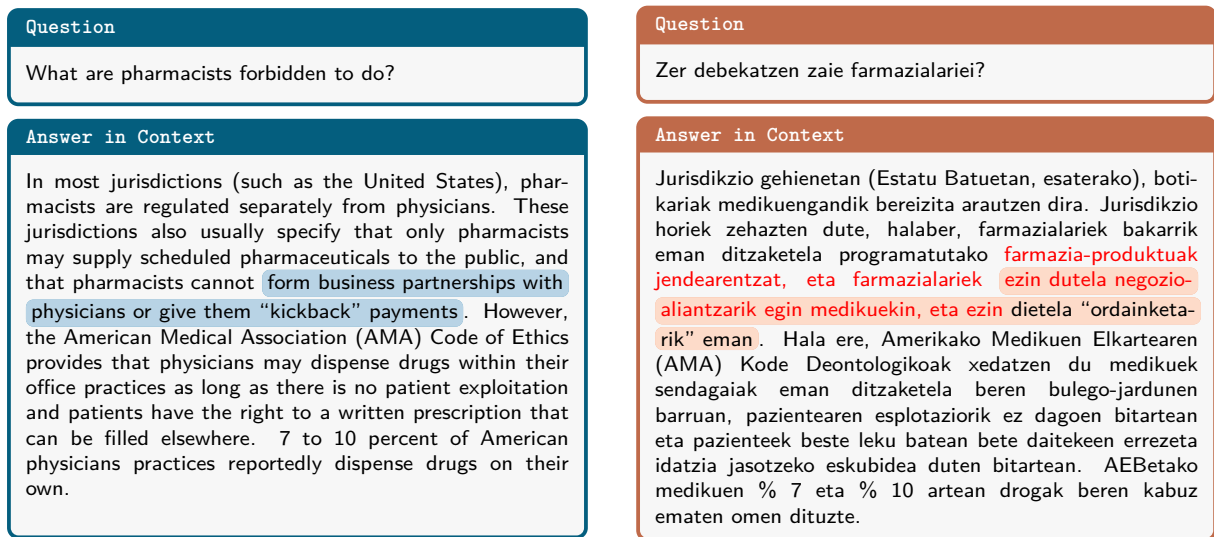 Question
What are pharmacists forbidden to do?
Answer in Context
In most jurisdictions (such as the United States), phar-
macists are regulated separately from physicians. These
jurisdictions also usually specify that only pharmacists
may supply scheduled pharmaceuticals to the public, and
that pharmacists cannot form business partnerships with
physicians or give them “kickback” payments. However,
the American Medical Association (AMA) Code of Ethics
provides that physicians may dispense drugs within their
office practices as long as there is no patient exploitation
and patients have the right to a written prescription that
can be filled elsewhere. 7 to 10 percent of American
physicians practices reportedly dispense drugs on their
own.
Question
Zer debekatzen zaie farmazialariei?
Answer in Context
Jurisdikzio gehienetan (Estatu Batuetan, esaterako), boti-
kariak medikuengandik bereizita arautzen dira. Jurisdikzio
horiek zehazten dute, halaber, farmazialariek bakarrik
eman ditzaketela programatutako farmazia-produktuak
jendearentzat, eta farmazialariek ezin dutela negozio-
aliantzarik egin medikuekin, eta ezin dietela “ordainketa-
rik” eman. Hala ere, Amerikako Medikuen Elkartearen
(AMA) Kode Deontologikoak xedatzen du medikuek
sendagaiak eman ditzaketela beren bulego-jardunen
barruan, pazientearen esplotaziorik ez dagoen bitartean
eta pazienteek beste leku batean bete daitekeen errezeta
idatzia jasotzeko eskubidea duten bitartean. AEBetako
medikuen % 7 eta % 10 artean drogak beren kabuz
ematen omen dituzte.